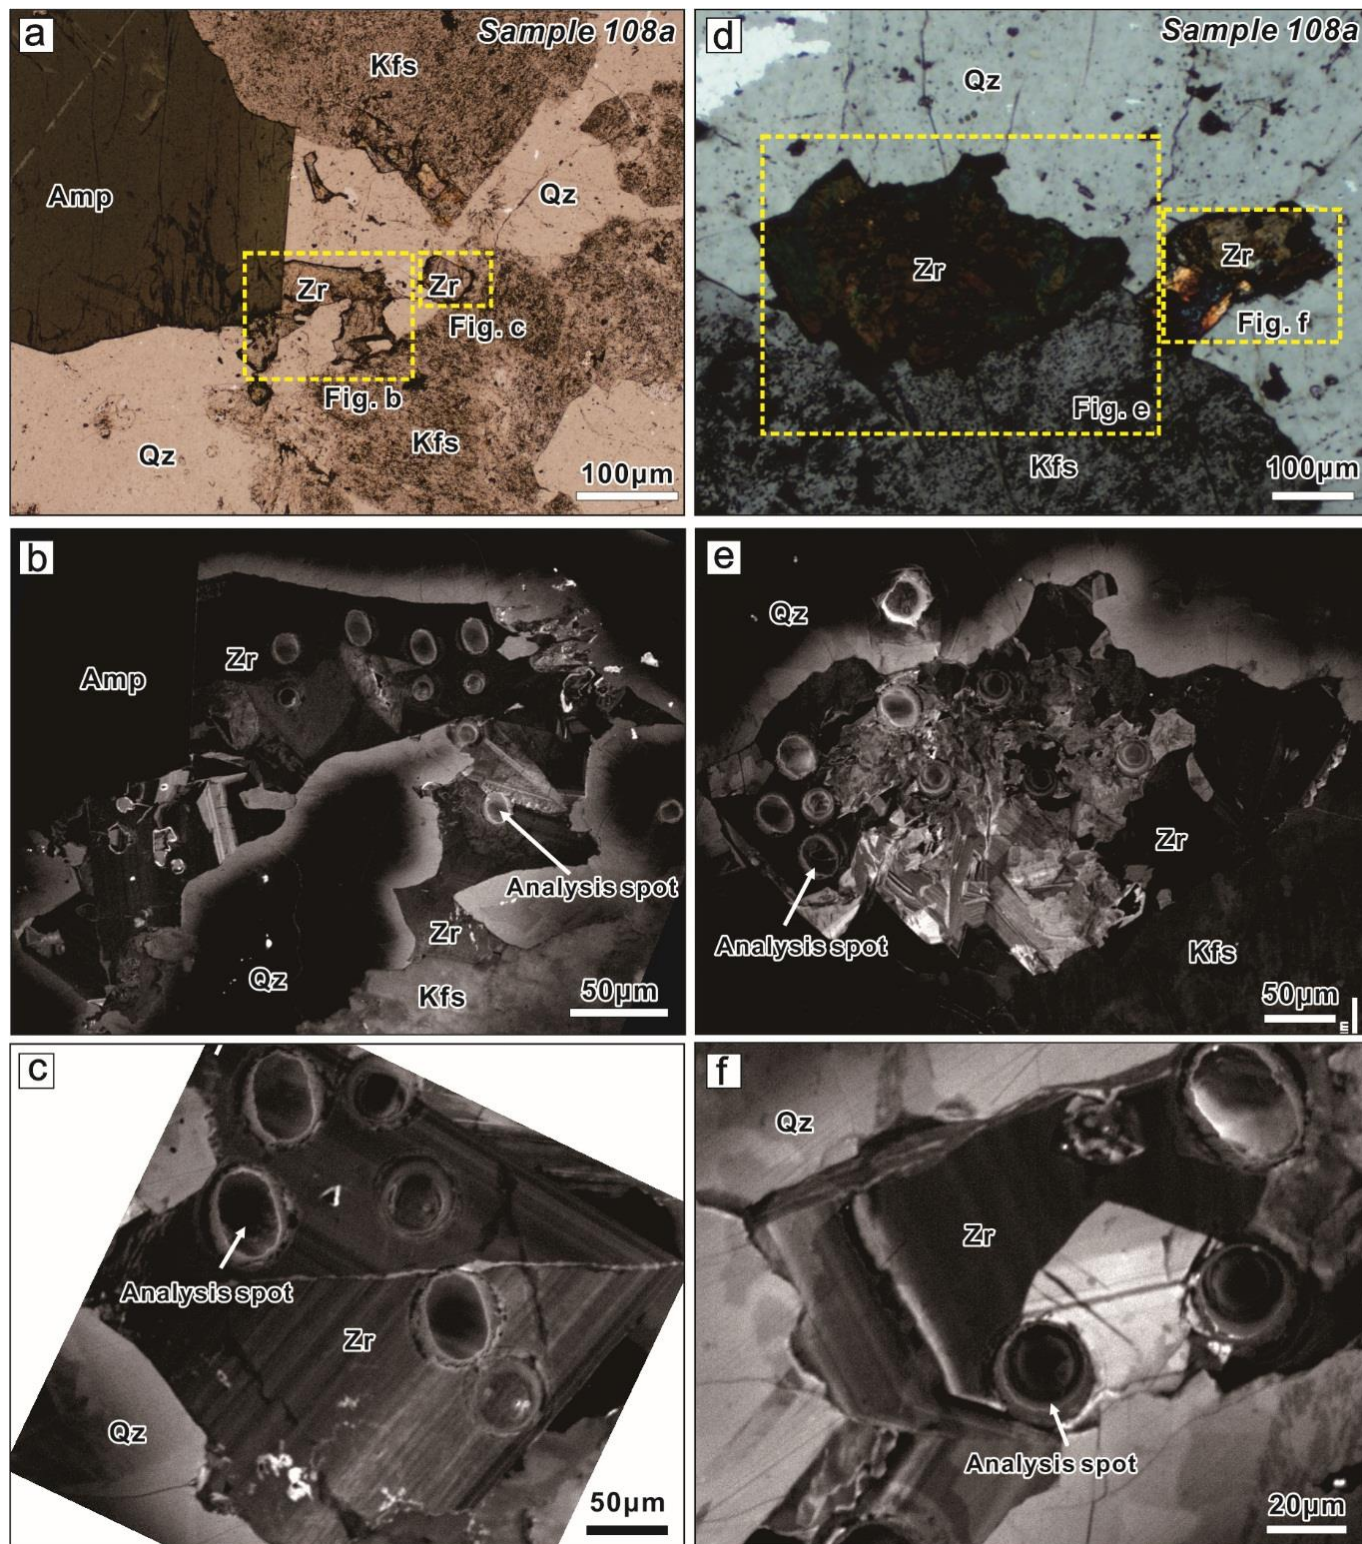 a
Sample 108a
Kfs
Amp
Qz
Zr
Zr
Fig. c
Fig. b
Kfs
Qz
100µm
d
Sample 108a
Qz
Zr
Zr
Fig. f
Fig. e
Kfs
100µm
b
Zr
Amp
Analysis spot
Zr
Qz
Kfs
50µm
e
Qz
Zr
Analysis spot
Kfs
50µm
c
Analysis spot
Zr
Qz
50µm
f
Qz
Zr
Analysis spot
20µm